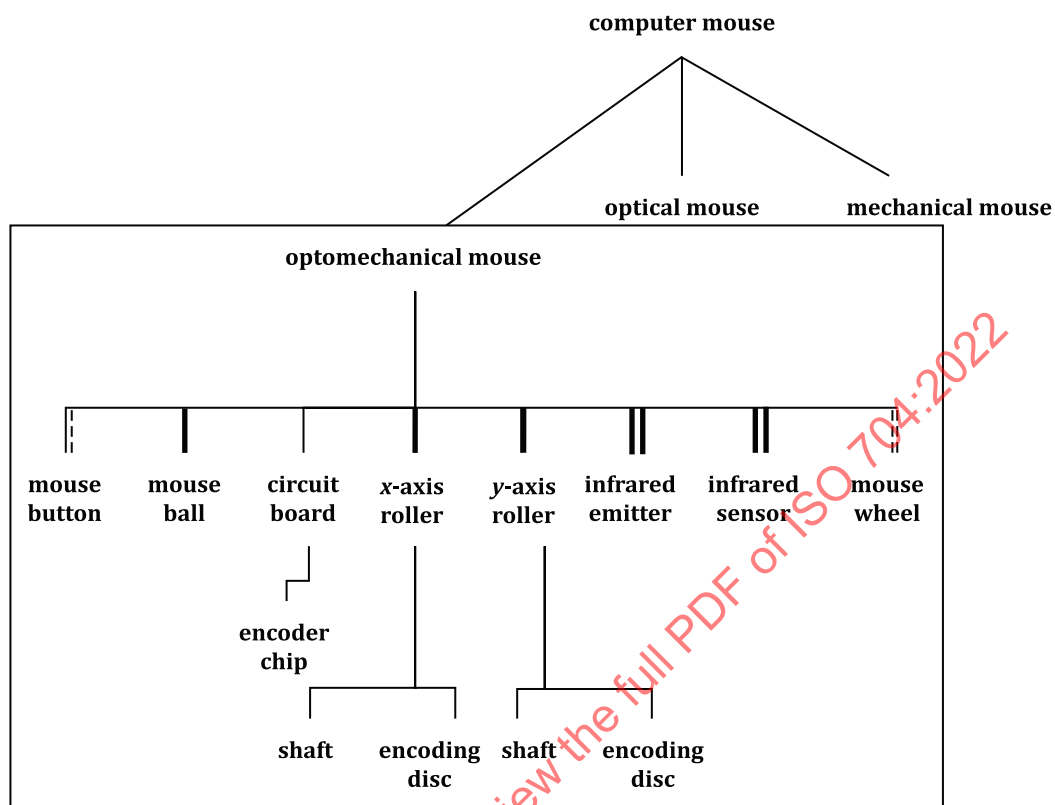 computer mouse
optical mouse
mechanical mouse
optomechanical mouse
mouse button
mouse ball
circuit board
x-axis roller
y-axis roller
infrared emitter
infrared sensor
mouse wheel
encoder chip
shaft
encoding disc
shaft
encoding disc
view the full PDF of ISO 704:2022